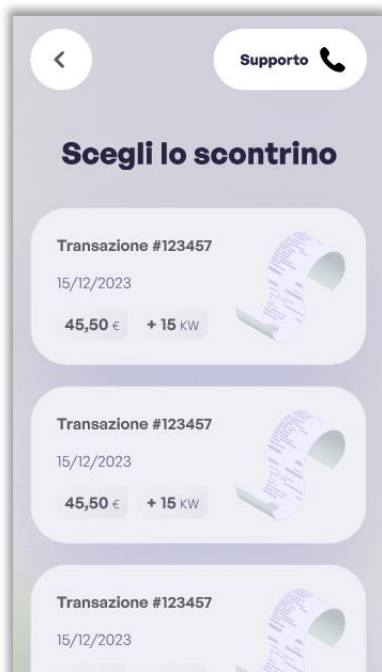 Supporto
Scegli lo scontrino
Transazione #123457
15/12/2023
45,50 € + 15 KW
Transazione #123457
15/12/2023
45,50 € + 15 KW
Transazione #123457
15/12/2023